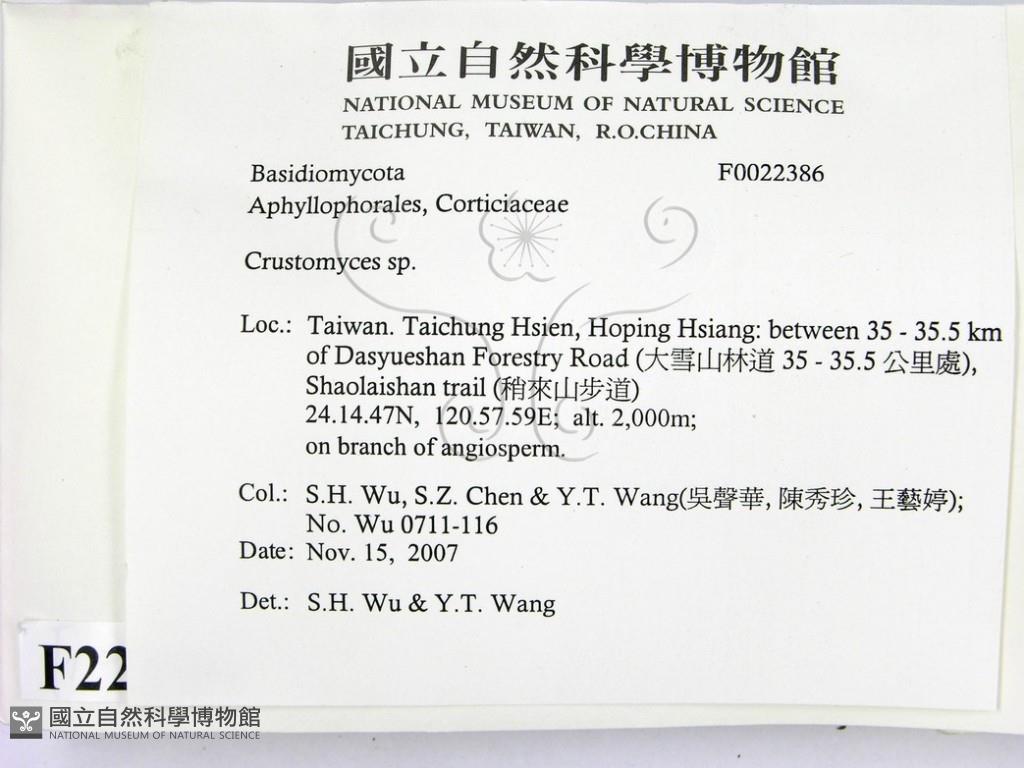 國立自然科學博物館
NATIONAL MUSEUM OF NATURAL SCIENCE
TAICHUNG, TAIWAN, R.O.CHINA
Basidiomycota F0022386
Aphyllophorales, Corticiaceae
Crustomyces sp.
Loc.: Taiwan. Taichung Hsien, Hoping Hsiang: between 35 - 35.5 km
of Dasyueshan Forestry Road (大雪山林道 35 - 35.5 公里處),
Shaolaishan trail (稍來山步道)
24.14.47N, 120.57.59E; alt. 2,000m;
on branch of angiosperm.
Col.: S.H. Wu, S.Z. Chen & Y.T. Wang(吳聲華, 陳秀珍, 王藝婷);
No. Wu 0711-116
Date: Nov. 15, 2007
Det.: S.H. Wu & Y.T. Wang
F22
國立自然科學博物館
NATIONAL MUSEUM OF NATURAL SCIENCE